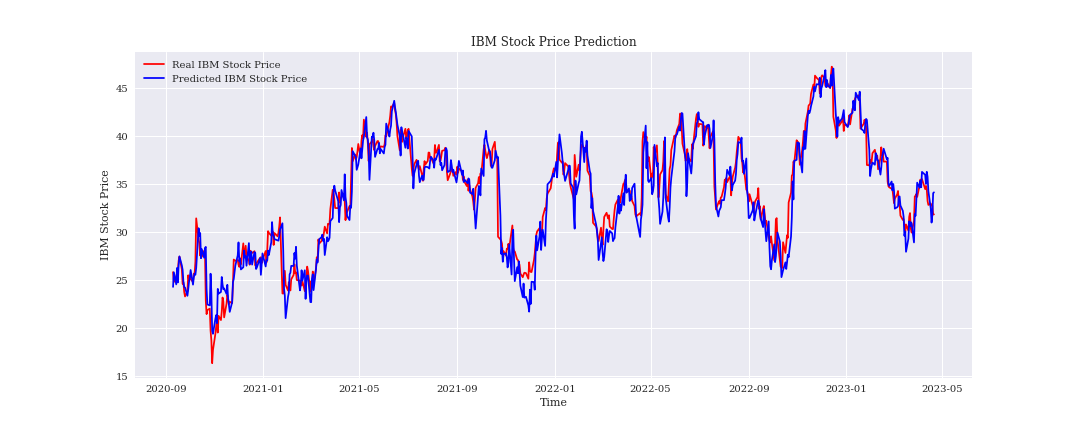 IBM Stock Price Prediction
Real IBM Stock Price
Predicted IBM Stock Price
IBM Stock Price
45
40
35
30
25
20
15
2020-09 2021-01 2021-05 2021-09 2022-01 2022-05 2022-09 2023-01 2023-05
Time